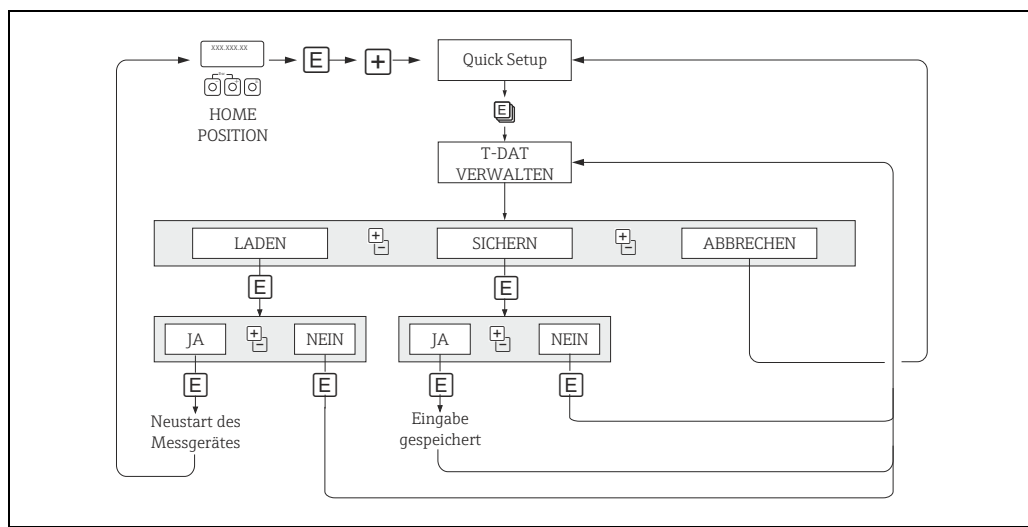 xxx.xxx.xx
E
+
Quick Setup
Esc
- +
E
HOME
POSITION
E
T-DAT
VERWALTEN
LADEN
+
-
SICHERN
+
-
ABBRECHEN
E
E
JA
+
-
NEIN
JA
+
-
NEIN
E
E
E
E
Neustart des
Messgerätes
Eingabe
gespeichert